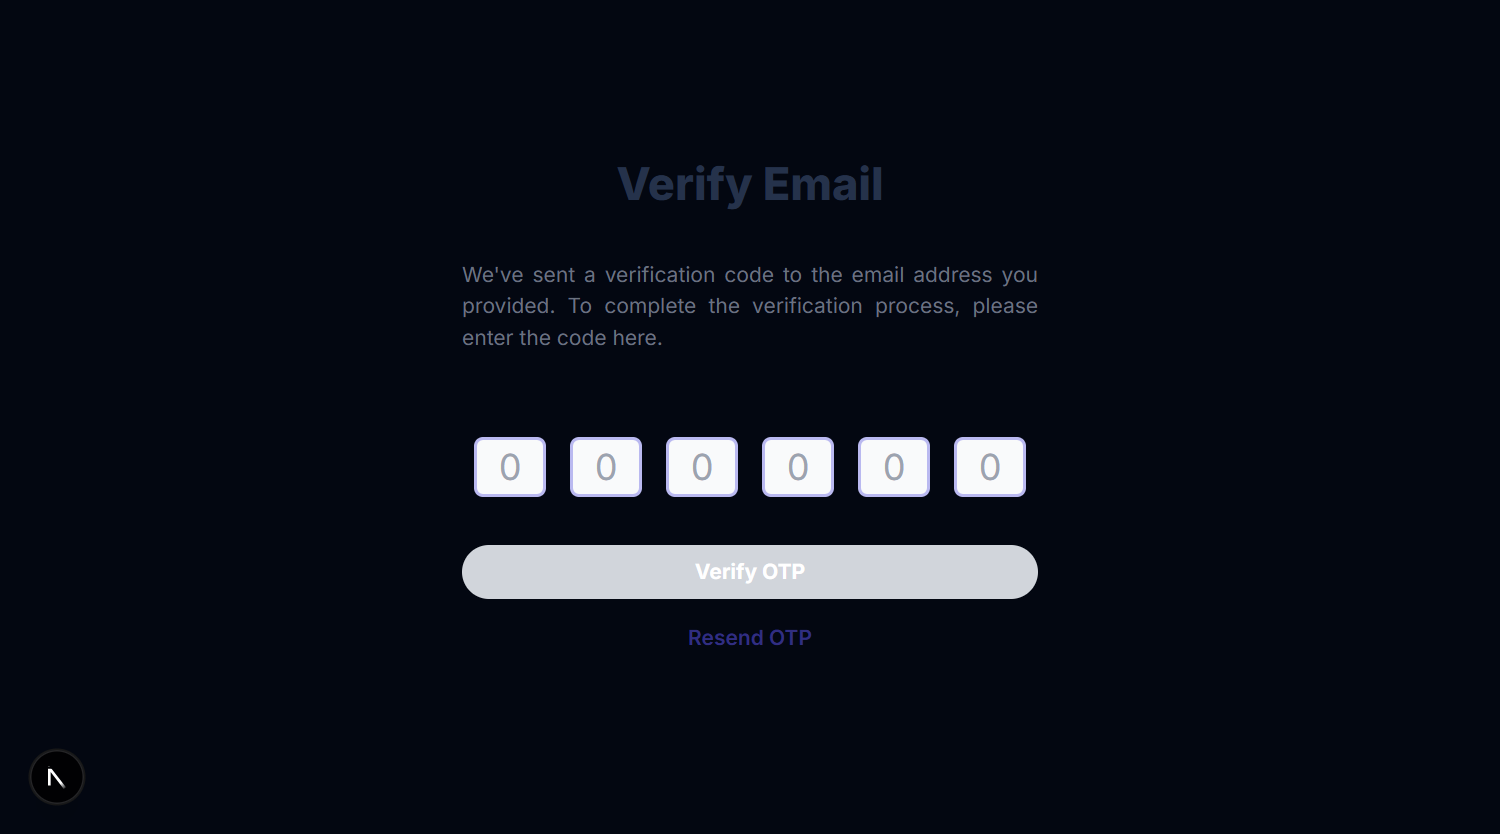 Verify Email
We've sent a verification code to the email address you
provided. To complete the verification process, please
enter the code here.
0 0 0 0 0 0
Verify OTP
Resend OTP